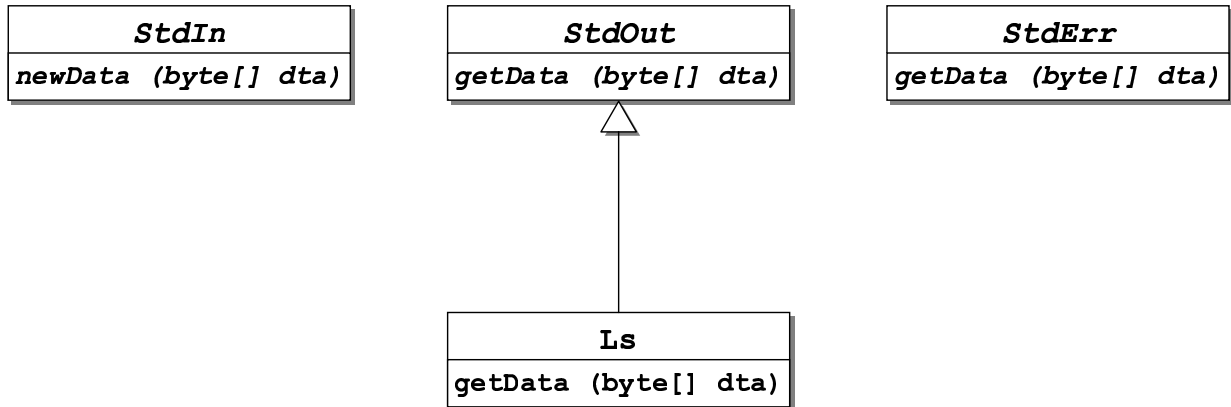 StdIn
newData (byte[] dta)
StdOut
getData (byte[] dta)
StdErr
getData (byte[] dta)
Ls
getData (byte[] dta)